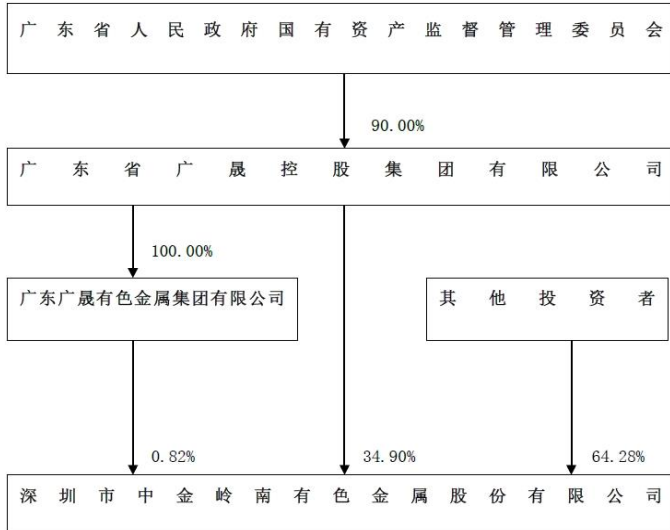 广东省人民政府国有资产监督管理委员会
90.00%
广东省广晟控股集团有限公司
100.00%
广东广晟有色金属集团有限公司
其他投资者
0.82%
34.90%
64.28%
深圳市中金岭南有色金属股份有限公司